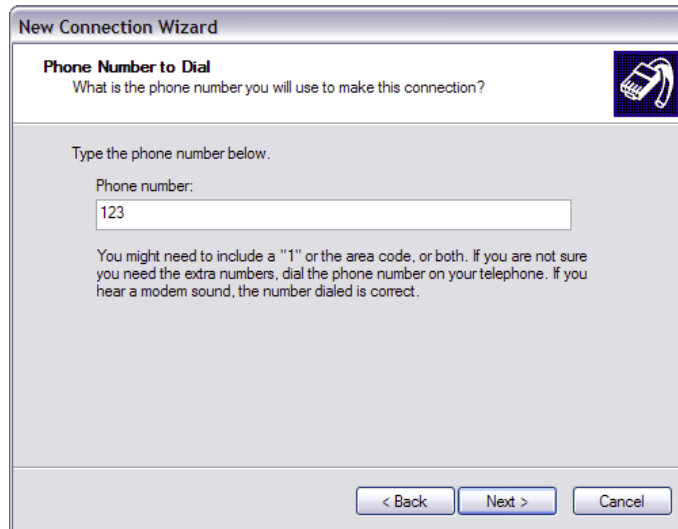 New Connection Wizard
Phone Number to Dial
What is the phone number you will use to make this connection?
Type the phone number below.
Phone number:
123
You might need to include a "1" or the area code, or both. If you are not sure
you need the extra numbers, dial the phone number on your telephone. If you
hear a modem sound, the number dialed is correct.
< Back Next > Cancel